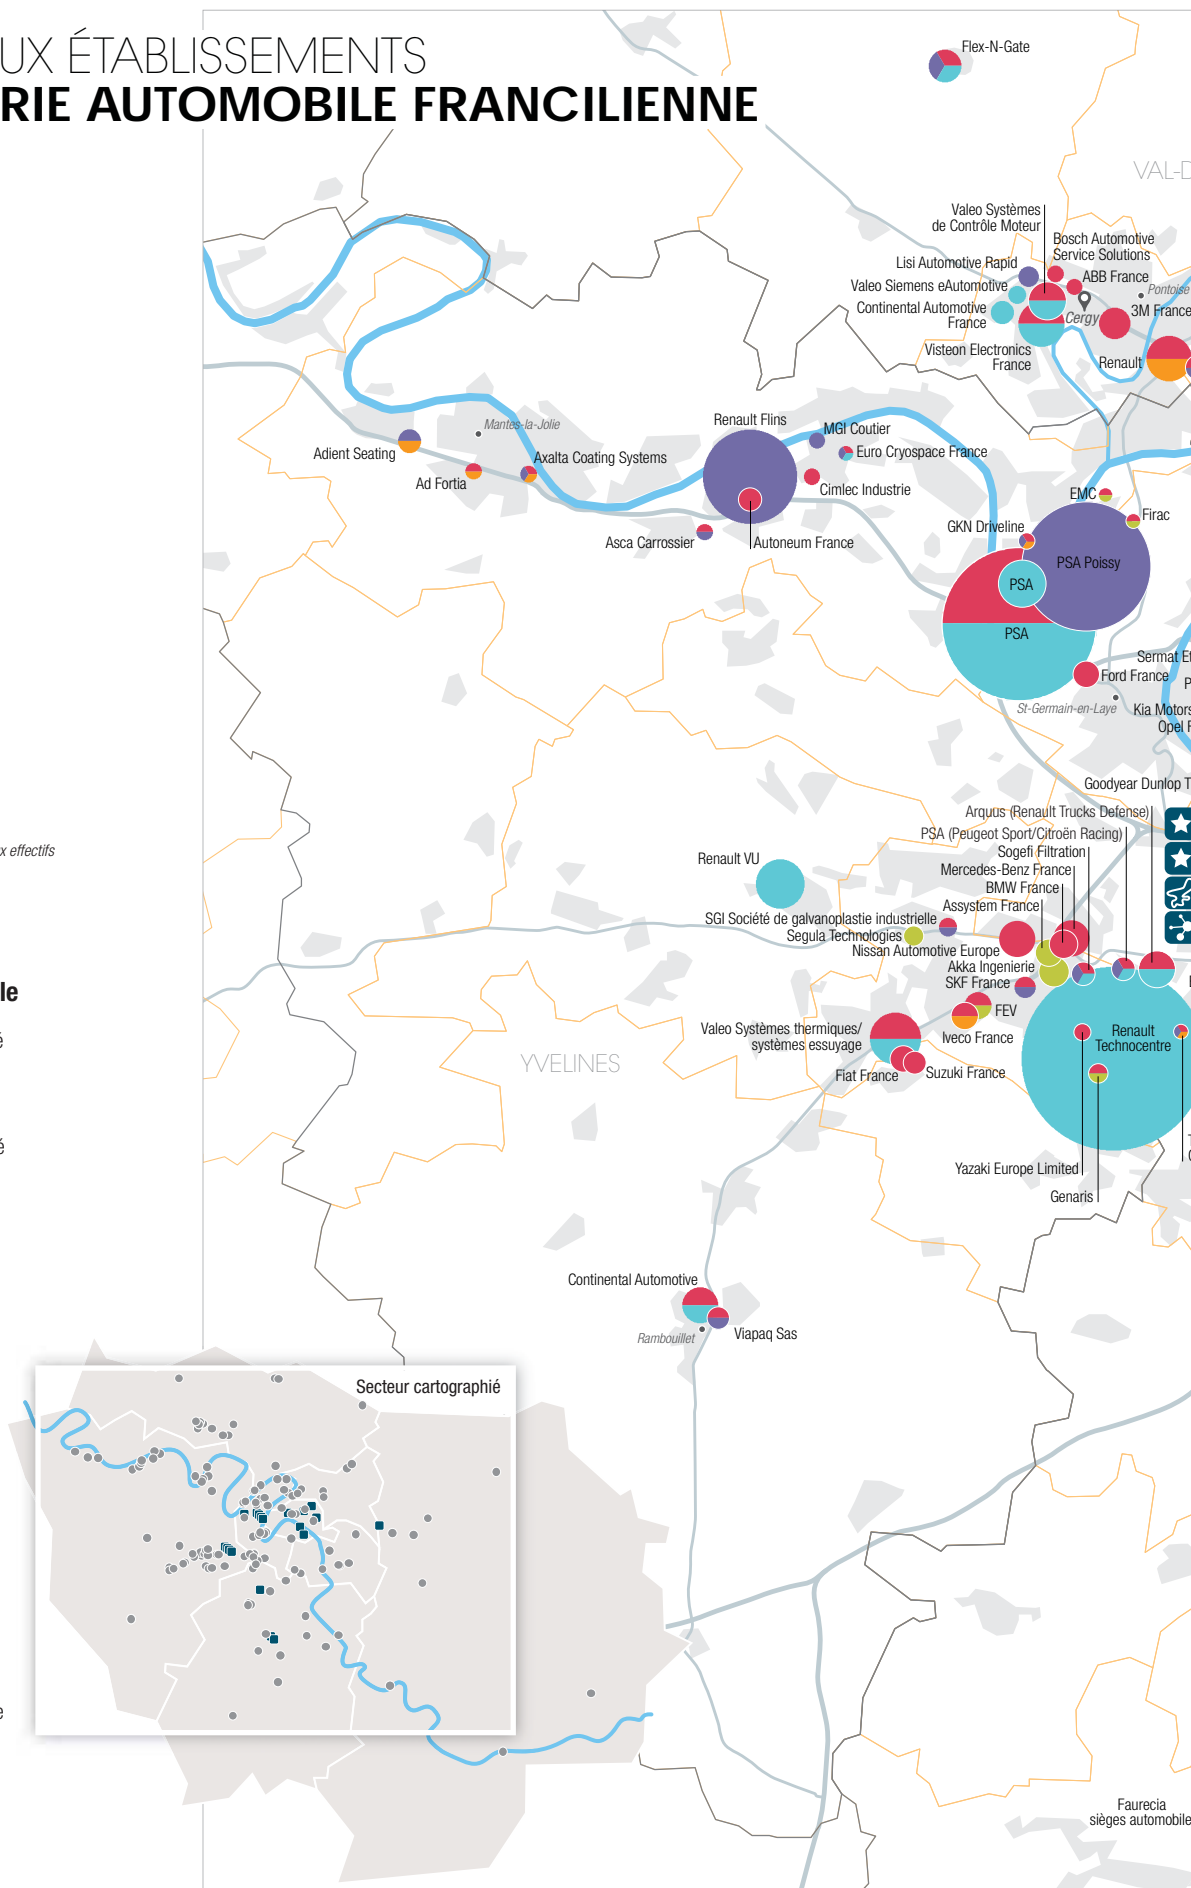 UX ÉTABLISSEMENTS
RIE AUTOMOBILE FRANCILIENNE
Flex-N-Gate
VAL-D
Valeo Systèmes
de Contrôle Moteur
Bosch Automotive
Service Solutions
Lisi Automotive Rapid
ABB France
Valeo Siemens eAutomotive
Pontoise
Continental Automotive
France
Cergy
3M France
Visteon Electronics
France
Renault
Mantes-la-Jolie
Renault Flins
MGI Coutier
Adient Seating
Axalta Coating Systems
Euro Cryospace France
Ad Fortia
Cimlec Industrie
EMC
Firac
GKN Driveline
Asca Carrossier
Autoneum France
PSA Poissy
PSA
PSA
Sermat Ef
Ford France
P
St-Germain-en-Laye
Kia Motors
Opel F
Goodyear Dunlop T
Arquus (Renault Trucks Defense)
PSA (Peugeot Sport/Citroën Racing)
x effectifs
Sogefi Filtration
Renault VU
Mercedes-Benz France
BMW France
Assystem France
SGI Société de galvanoplastie industrielle
Segula Technologies
Nissan Automotive Europe
Akka Ingenierie
SKF France
le
FEV
Valeo Systèmes thermiques/
systèmes essuyage
Iveco France
Renault
Technocentre
é
YVELINES
Fiat France
Suzuki France
é
Yazaki Europe Limited
Genaris
Continental Automotive
Rambouillet
Viapaq Sas
Secteur cartographié
e
Faurecia
sièges automobile